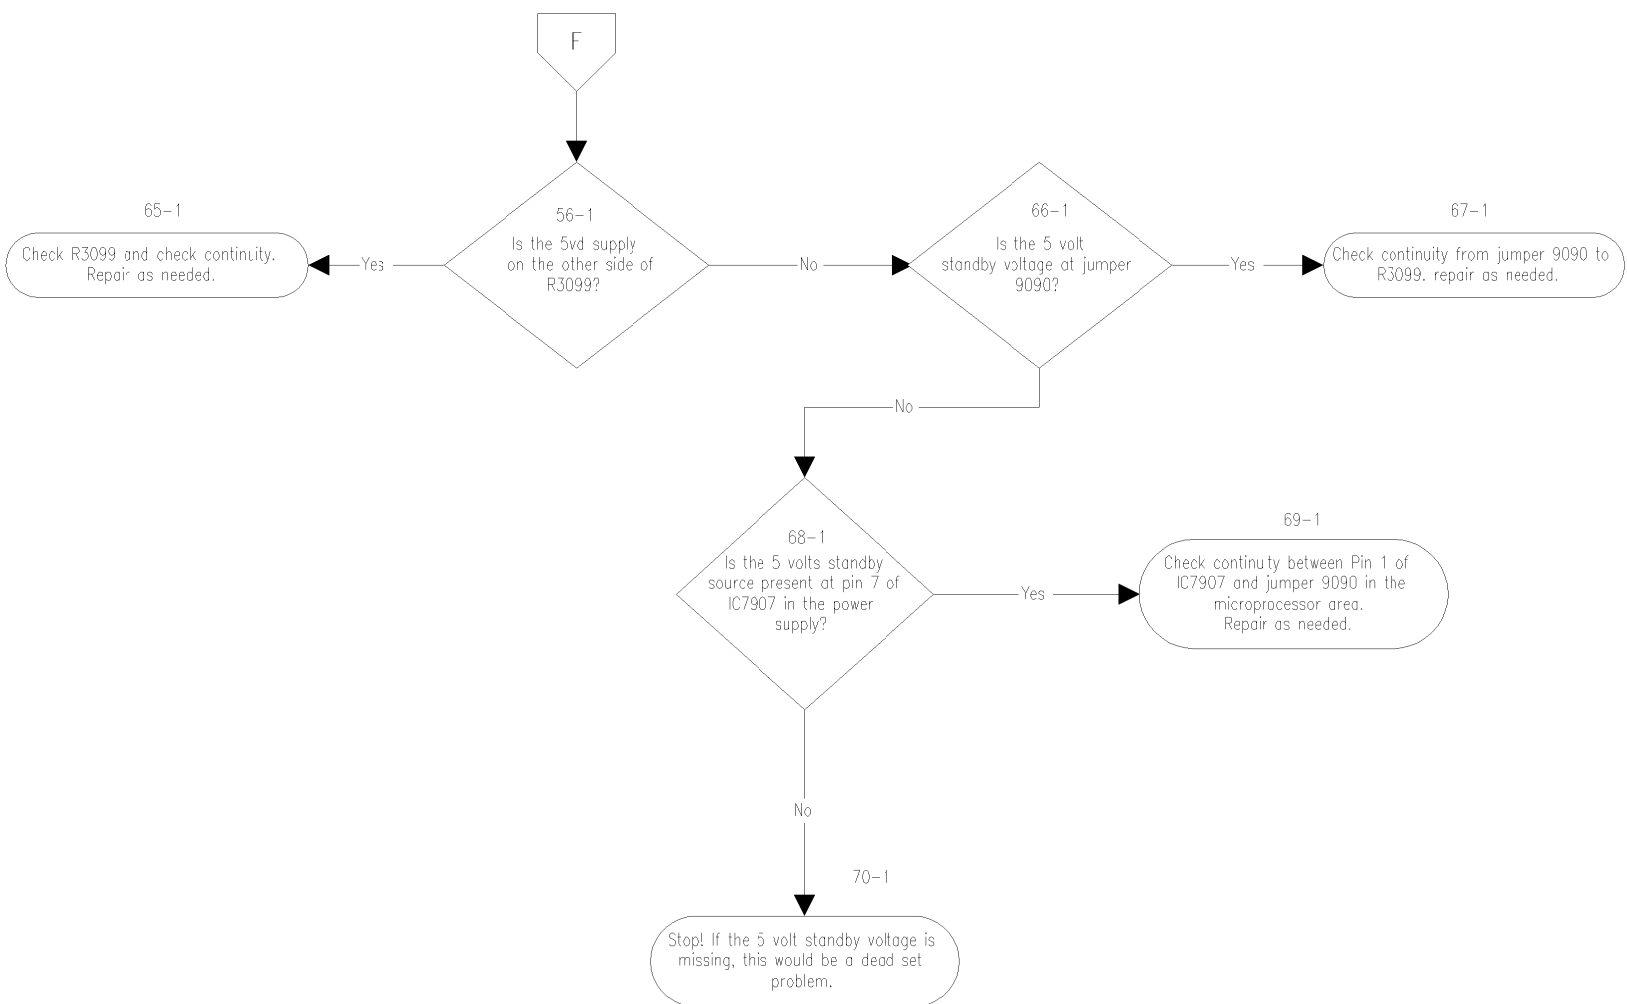 F
65-1
Check R3099 and check continuity.
Repair as needed.
Yes
56-1
Is the 5vd supply
on the other side of
R3099?
No
66-1
Is the 5 volt
standby voltage at jumper
9090?
Yes
67-1
Check continuity from jumper 9090 to
R3099. repair as needed.
No
68-1
Is the 5 volts standby
source present at pin 7 of
IC7907 in the power
supply?
Yes
69-1
Check continuty between Pin 1 of
IC7907 and jumper 9090 in the
microprocessor area.
Repair as needed.
No
70-1
Stop! If the 5 volt standby voltage is
missing, this would be a dead set
problem.